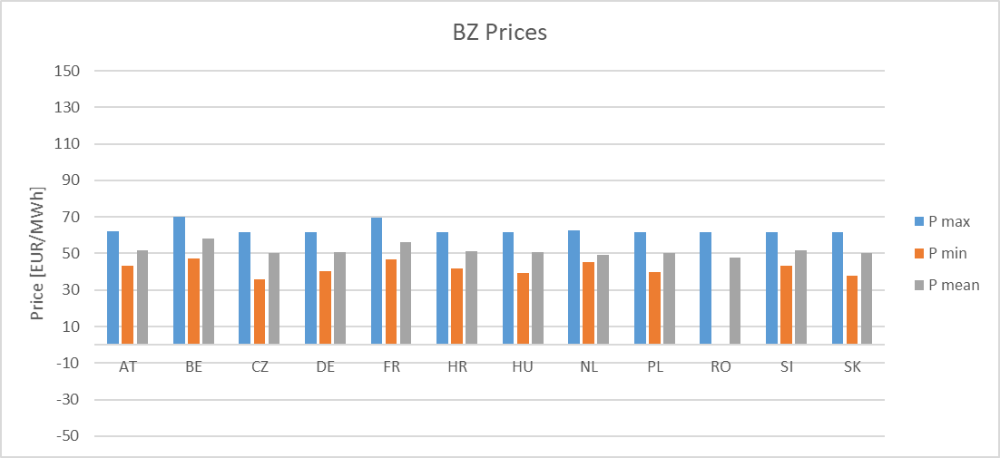 BZ Prices
150
130
110
90
70
50
30
10
-10
-30
-50
Price [EUR/MWh]
AT BE CZ DE FR HR HU NL PL RO SI SK
P max
P min
P mean